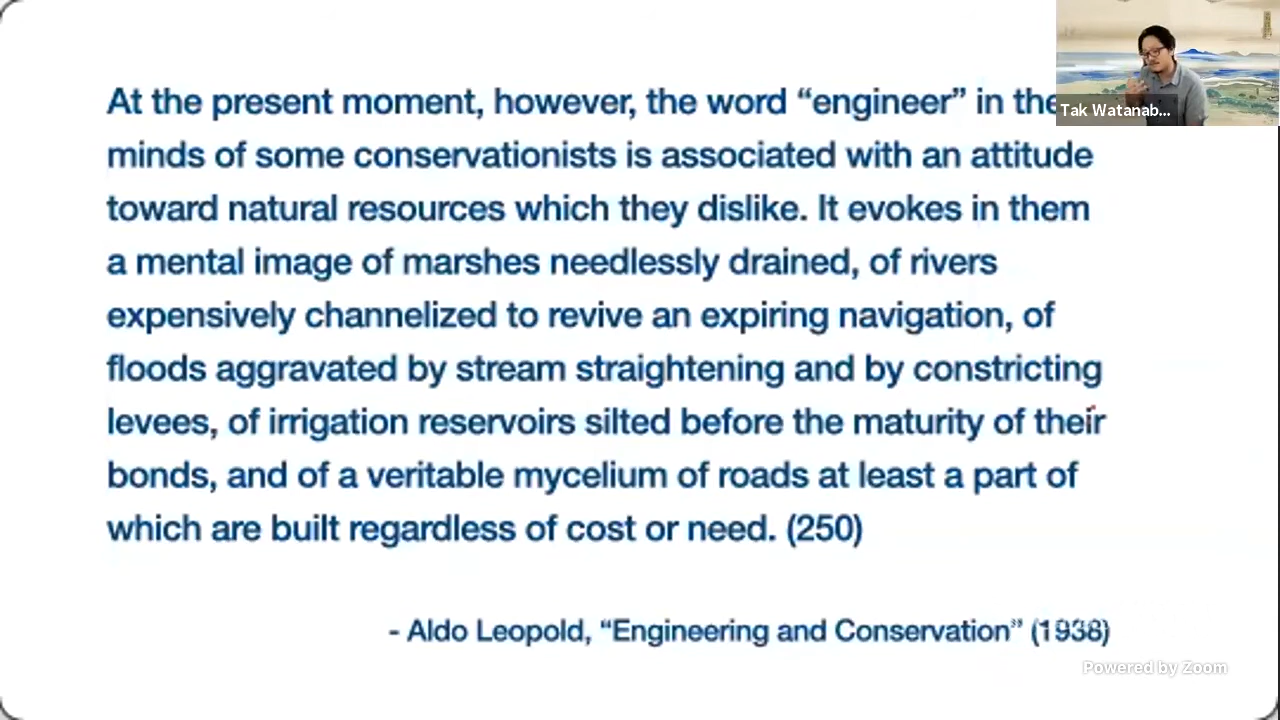 At the present moment, however, the word “engineer” in the
minds of some conservationists is associated with an attitude
toward natural resources which they dislike. It evokes in them
a mental image of marshes needlessly drained, of rivers
expensively channelized to revive an expiring navigation, of
floods aggravated by stream straightening and by constricting
levees, of irrigation reservoirs silted before the maturity of their
bonds, and of a veritable mycelium of roads at least a part of
which are built regardless of cost or need. (250)
- Aldo Leopold, “Engineering and Conservation” (1938)
Tak Watanab...
Powered by Zoom